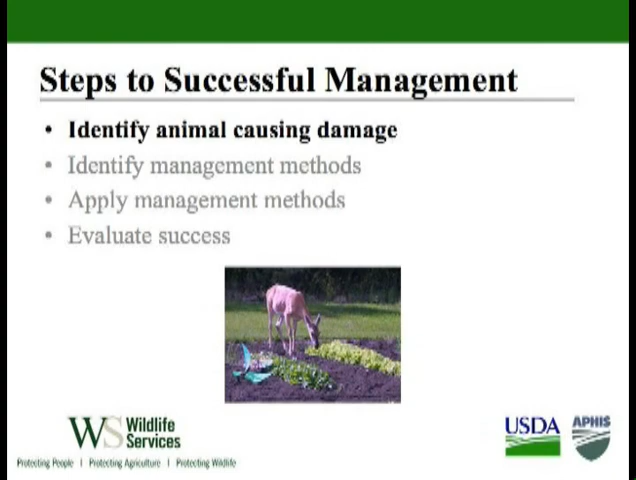 Steps to Successful Management
• Identify animal causing damage
• Identify management methods
• Apply management methods
• Evaluate success
WS Wildlife Services
Protecting People | Protecting Agriculture | Protecting Wildlife
USDA
APHIS